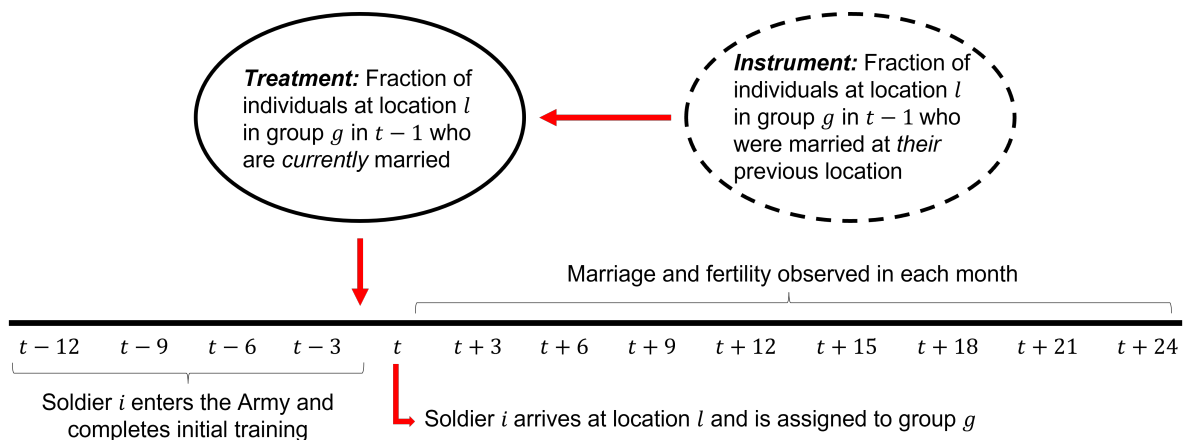 Treatment: Fraction of
individuals at location l
in group g in t − 1 who
are currently married
Instrument: Fraction of
individuals at location l
in group g in t − 1 who
were married at their
previous location
Marriage and fertility observed in each month
t − 12 t − 9 t − 6 t − 3 t t + 3 t + 6 t + 9 t + 12 t + 15 t + 18 t + 21 t + 24
Soldier i enters the Army and
completes initial training
Soldier i arrives at location l and is assigned to group g